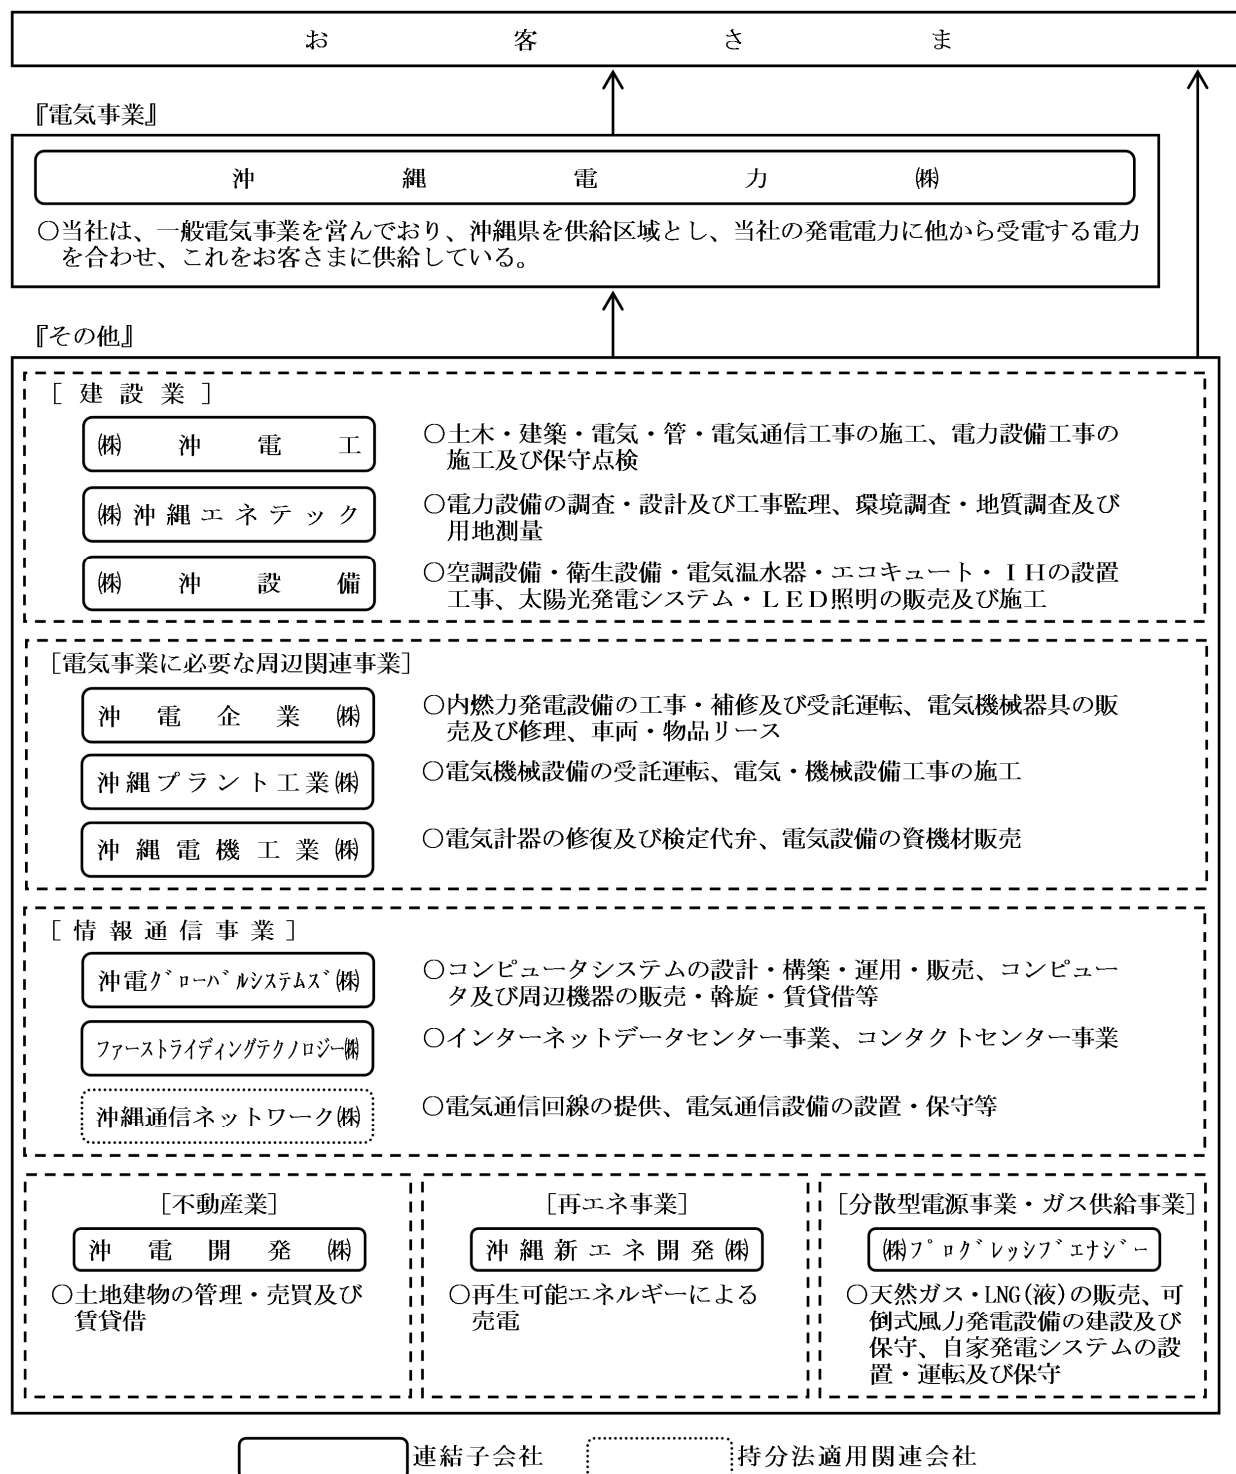 お客さま
『電気事業』
沖縄電力㈱
○当社は、一般電気事業を営んでおり、沖縄県を供給区域とし、当社の発電電力に他から受電する電力
を合わせ、これをお客さまに供給している。
『その他』
［建設業］
㈱沖電工
○土木・建築・電気・管・電気通信工事の施工、電力設備工事の
施工及び保守点検
㈱沖縄エネテック
○電力設備の調査・設計及び工事監理、環境調査・地質調査及び
用地測量
㈱沖設備
○空調設備・衛生設備・電気温水器・エコキュート・ＩＨの設置
工事、太陽光発電システム・ＬＥＤ照明の販売及び施工
［電気事業に必要な周辺関連事業］
沖電企業㈱
○内燃力発電設備の工事・補修及び受託運転、電気機械器具の販
売及び修理、車両・物品リース
沖縄プラント工業㈱
○電気機械設備の受託運転、電気・機械設備工事の施工
沖縄電機工業㈱
○電気計器の修復及び検定代弁、電気設備の資機材販売
［情報通信事業］
沖電ｸﾞﾛｰﾊﾞﾙｼｽﾃﾑｽﾞ㈱
○コンピュータシステムの設計・構築・運用・販売、コンピュー
タ及び周辺機器の販売・斡旋・賃貸借等
ファーストライディングテクノロジー㈱
○インターネットデータセンター事業、コンタクトセンター事業
沖縄通信ネットワーク㈱
○電気通信回線の提供、電気通信設備の設置・保守等
［不動産業］
沖電開発㈱
○土地建物の管理・売買及び
賃貸借
［再エネ事業］
沖縄新エネ開発㈱
○再生可能エネルギーによる
売電
［分散型電源事業・ガス供給事業］
㈱ﾌﾟﾛｸﾞﾚｯｼﾌﾞｴﾅｼﾞｰ
○天然ガス・LNG(液)の販売、可
倒式風力発電設備の建設及び
保守、自家発電システムの設
置・運転及び保守
連結子会社
持分法適用関連会社